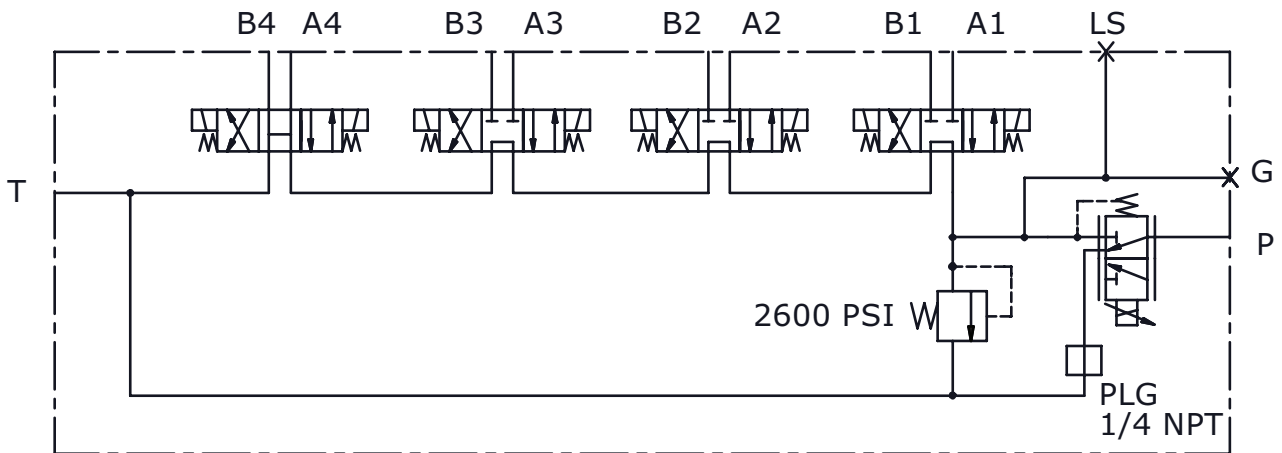 B4 A4 B3 A3 B2 A2 B1 A1 LS
T
G
P
2600 PSI
PLG
1/4 NPT